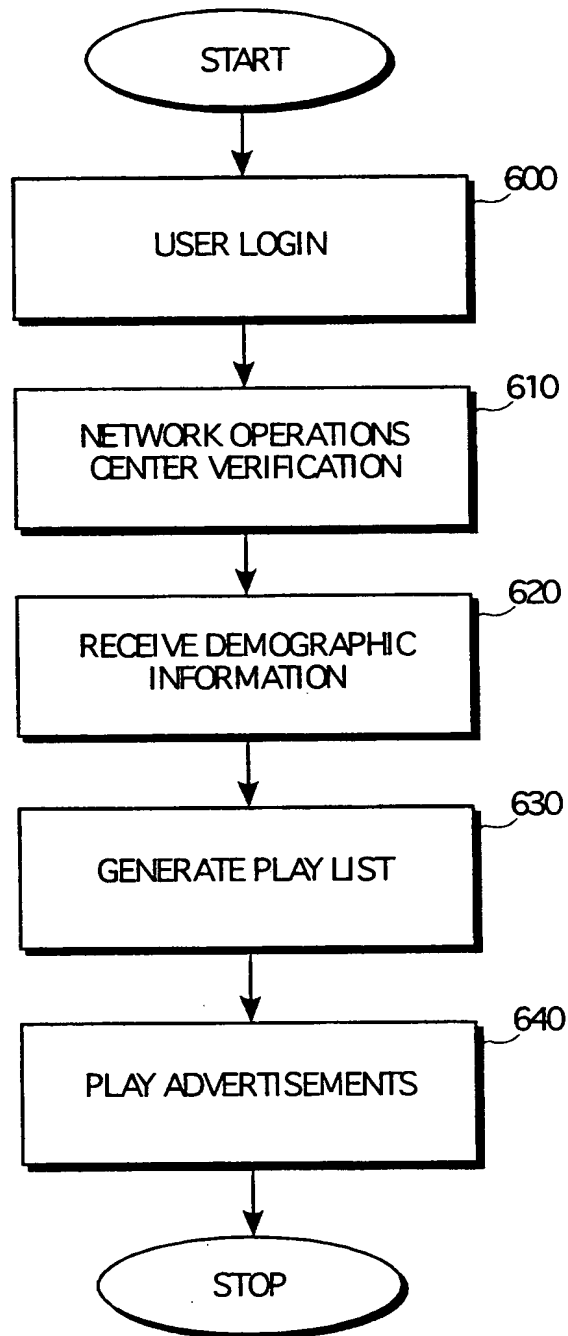 START
600
USER LOGIN
610
NETWORK OPERATIONS
CENTER VERIFICATION
620
RECEIVE DEMOGRAPHIC
INFORMATION
630
GENERATE PLAY LIST
640
PLAY ADVERTISEMENTS
STOP